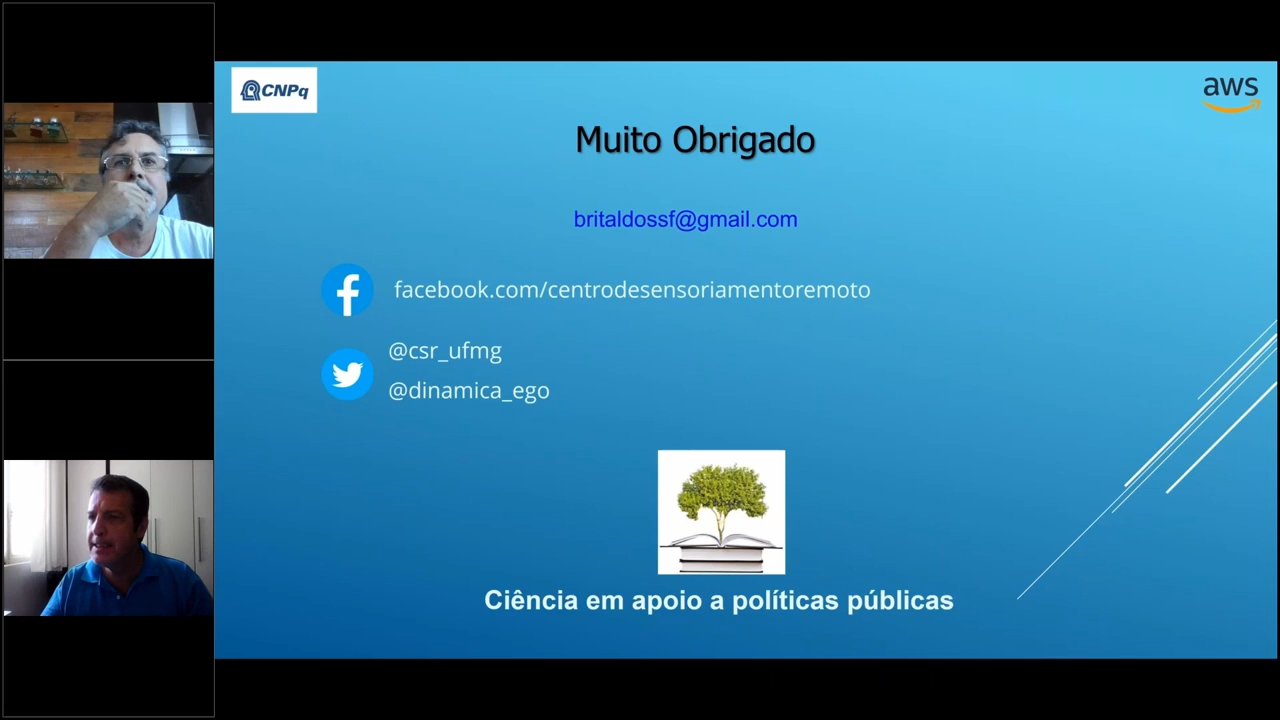 CNPq
aws
Muito Obrigado
britaldossf@gmail.com
facebook.com/centrodesensoriamentoremoto
@csr_ufmg
@dinamica_ego
Ciência em apoio a políticas públicas